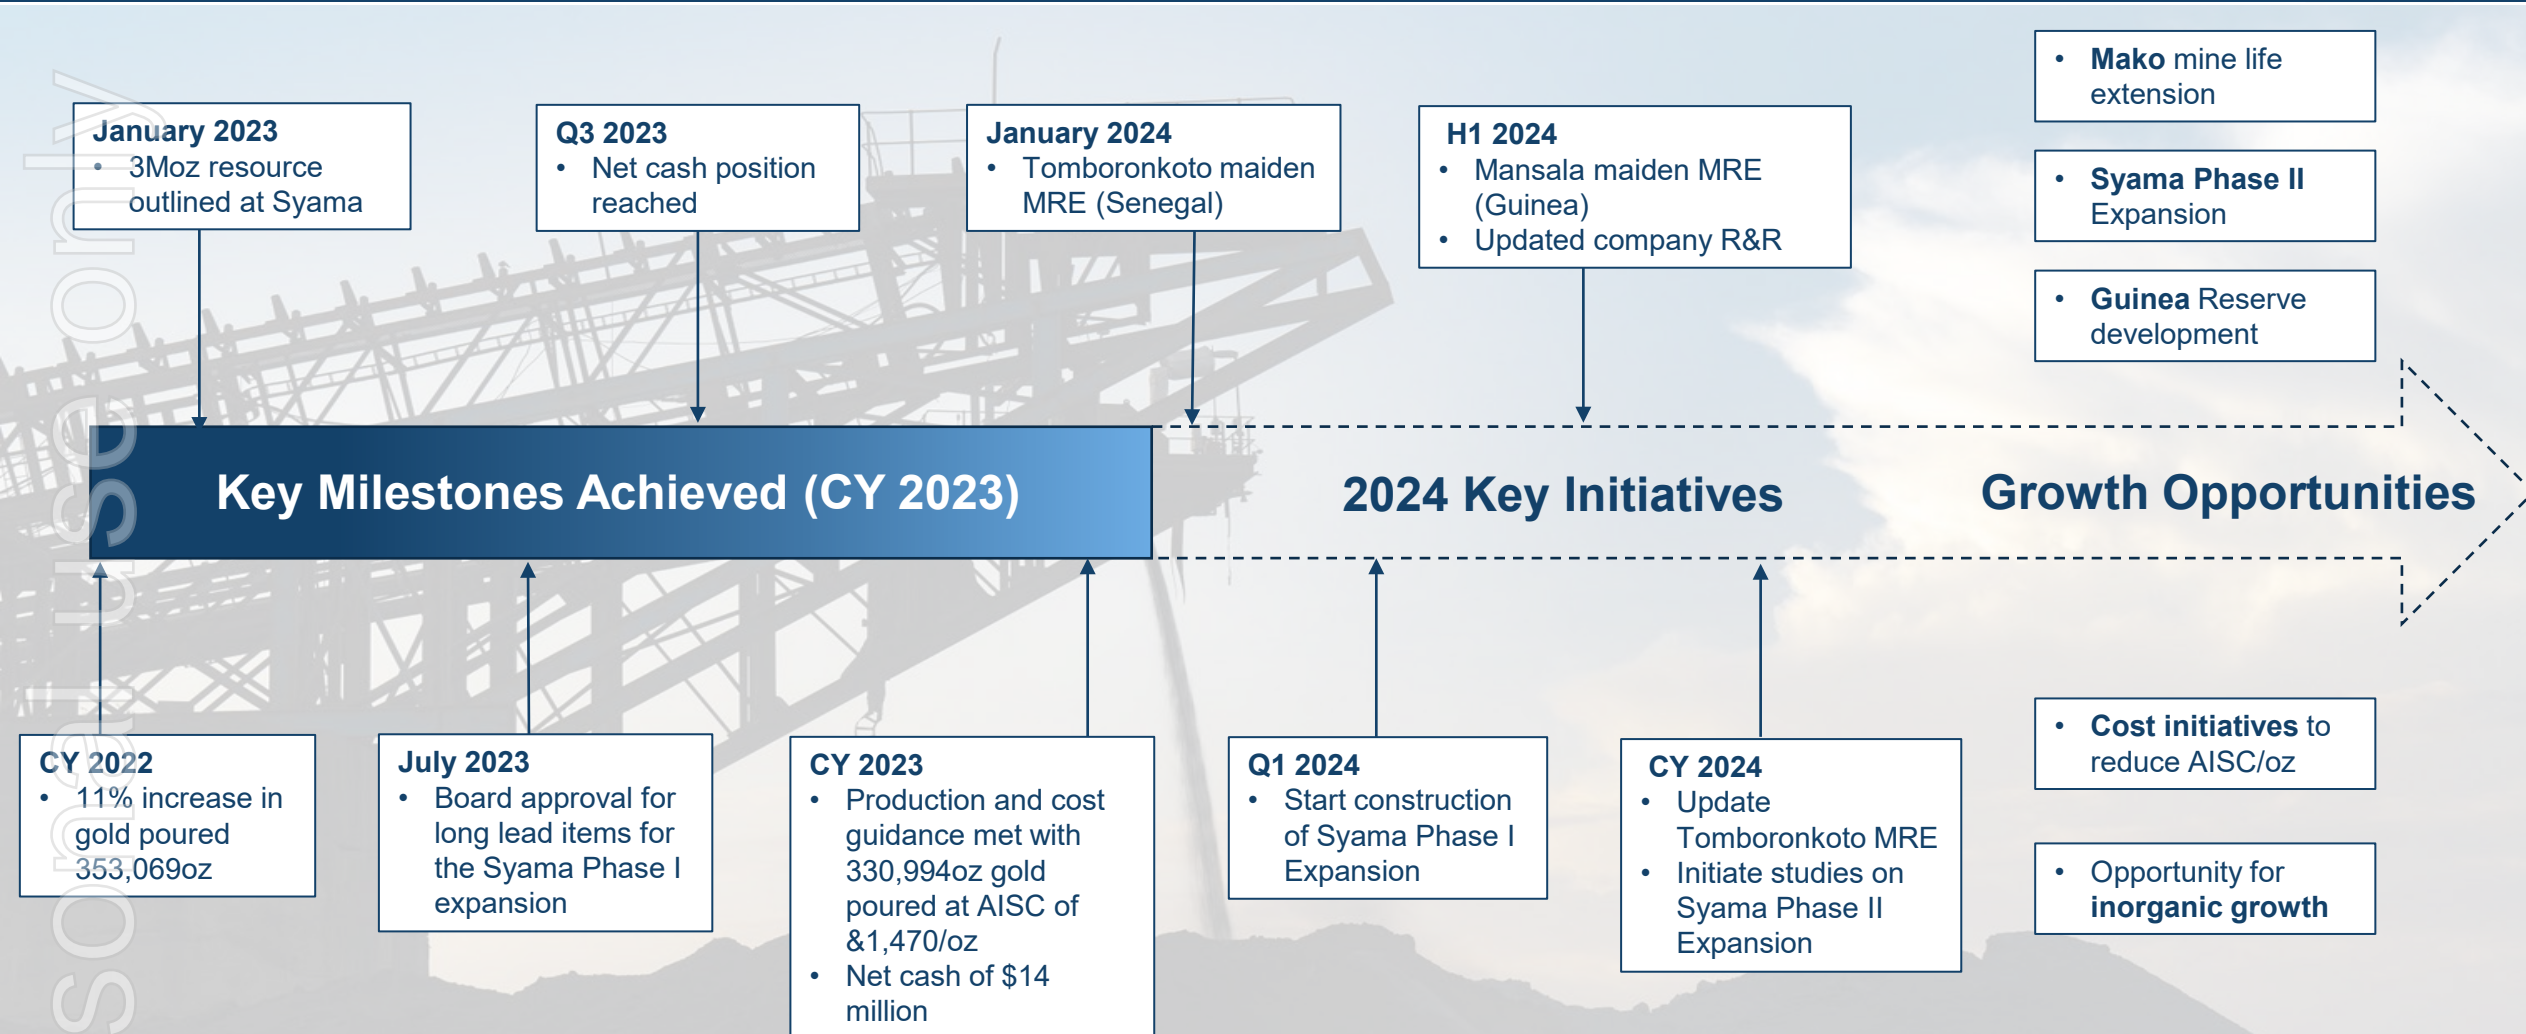 January 2023
• 3Moz resource
outlined at Syama
Q3 2023
• Net cash position
reached
January 2024
• Tomboronkoto maiden
MRE (Senegal)
H1 2024
• Mansala maiden MRE
(Guinea)
• Updated company R&R
• Mako mine life
extension
• Syama Phase II
Expansion
• Guinea Reserve
development
Key Milestones Achieved (CY 2023)
2024 Key Initiatives
Growth Opportunities
CY 2022
• 11% increase in
gold poured
353,069oz
July 2023
• Board approval for
long lead items for
the Syama Phase I
expansion
CY 2023
• Production and cost
guidance met with
330,994oz gold
poured at AISC of
&1,470/oz
• Net cash of $14
million
Q1 2024
• Start construction
of Syama Phase I
Expansion
CY 2024
• Update
Tomboronkoto MRE
• Initiate studies on
Syama Phase II
Expansion
• Cost initiatives to
reduce AISC/oz
• Opportunity for
inorganic growth
sonal use only